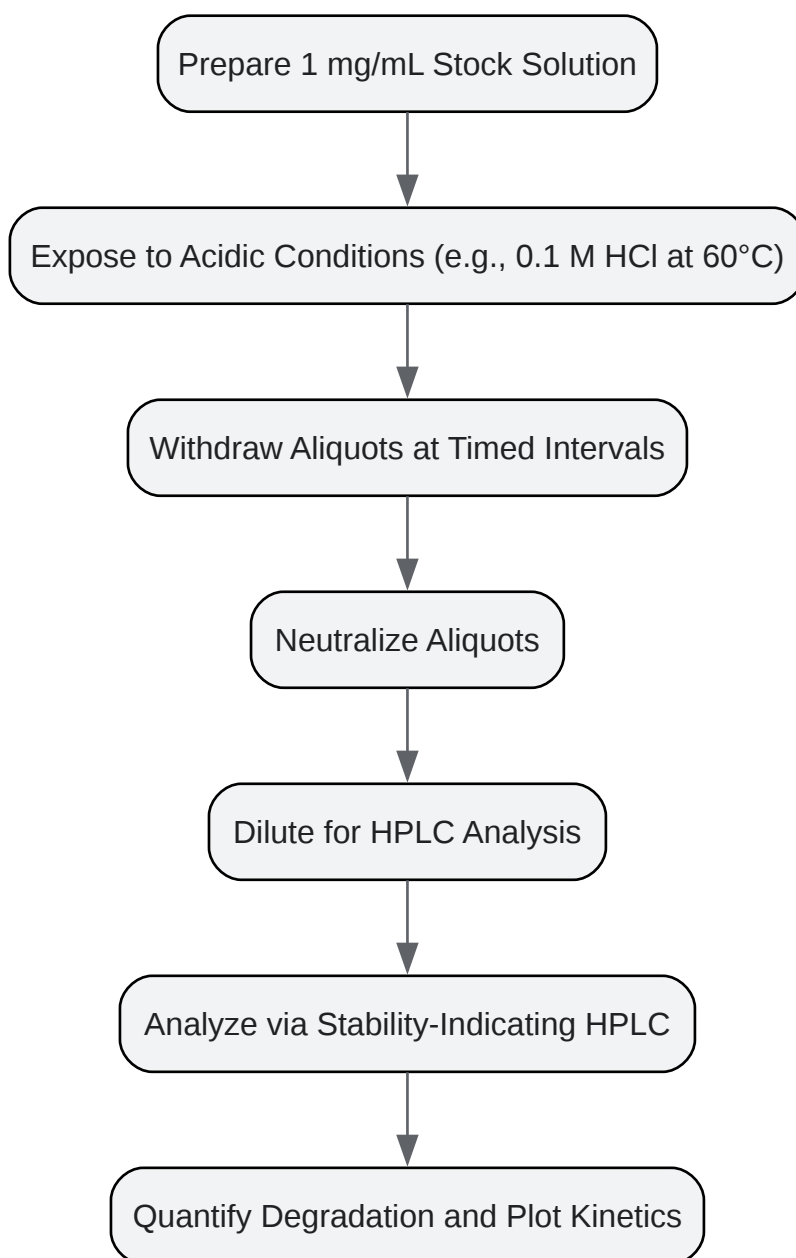 Prepare 1 mg/mL Stock Solution
Expose to Acidic Conditions (e.g., 0.1 M HCl at 60°C)
Withdraw Aliquots at Timed Intervals
Neutralize Aliquots
Dilute for HPLC Analysis
Analyze via Stability-Indicating HPLC
Quantify Degradation and Plot Kinetics